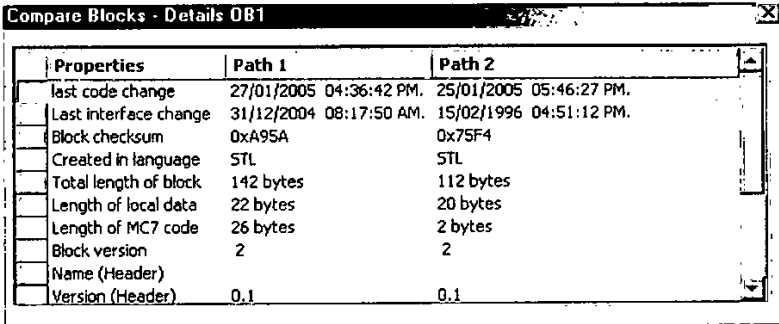 Compare Blocks - Details OB1
Properties Path 1 Path 2
last code change 27/01/2005 04:36:42 PM. 25/01/2005 05:46:27 PM.
Last interface change 31/12/2004 08:17:50 AM. 15/02/1996 04:51:12 PM.
Block checksum 0xA95A 0x75F4
Created in language STL STL
Total length of block 142 bytes 112 bytes
Length of local data 22 bytes 20 bytes
Length of MC7 code 26 bytes 2 bytes
Block version 2 2
Name (Header)
Version (Header) 0.1 0.1